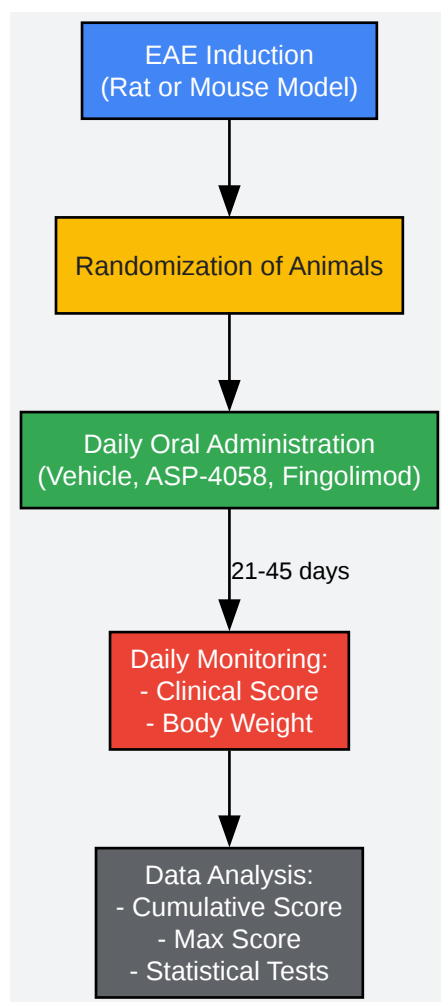 EAE Induction
(Rat or Mouse Model)
Randomization of Animals
Daily Oral Administration
(Vehicle, ASP-4058, Fingolimod)
21-45 days
Daily Monitoring:
- Clinical Score
- Body Weight
Data Analysis:
- Cumulative Score
- Max Score
- Statistical Tests